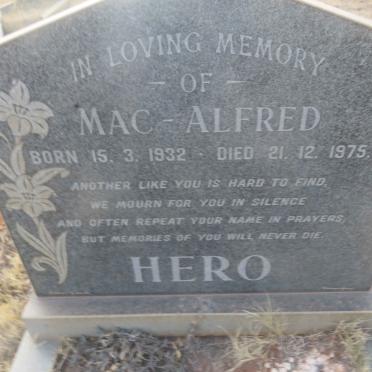 IN LOVING MEMORY
- OF -
MAC - ALFRED
BORN 15. 3. 1932 - DIED 21. 12. 1975.
ANOTHER LIKE YOU IS HARD TO FIND,
WE MOURN FOR YOU IN SILENCE
AND OFTEN REPEAT YOUR NAME IN PRAYERS,
BUT MEMORIES OF YOU WILL NEVER DIE.
HERO